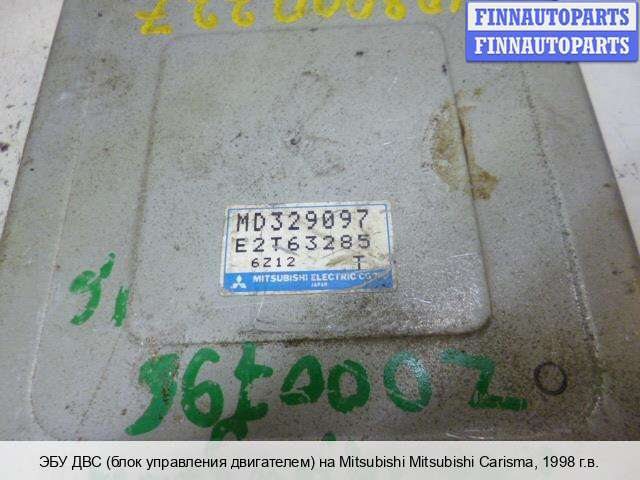 FINNAUTOPARTS
FINNAUTOPARTS
MD329097
E2T63285
6Z12 T
MITSUBISHI ELECTRIC CO
JAPAN
ЭБУ ДВС (блок управления двигателем) на Mitsubishi Mitsubishi Carisma, 1998 г.в.